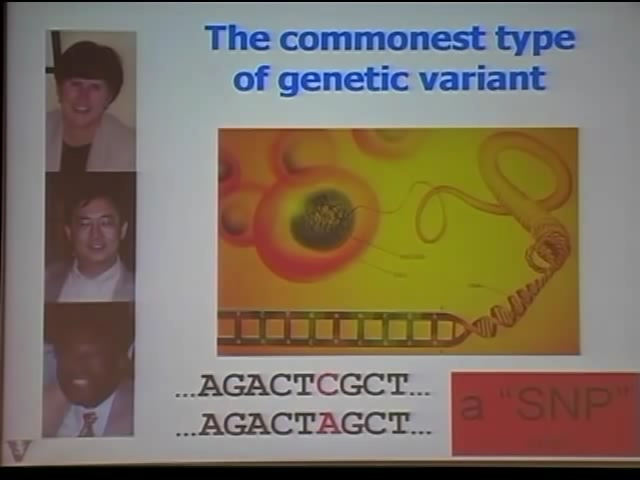 The commonest type
of genetic variant
...AGACTCGCT...
...AGACTAGCT...
a "SNP"